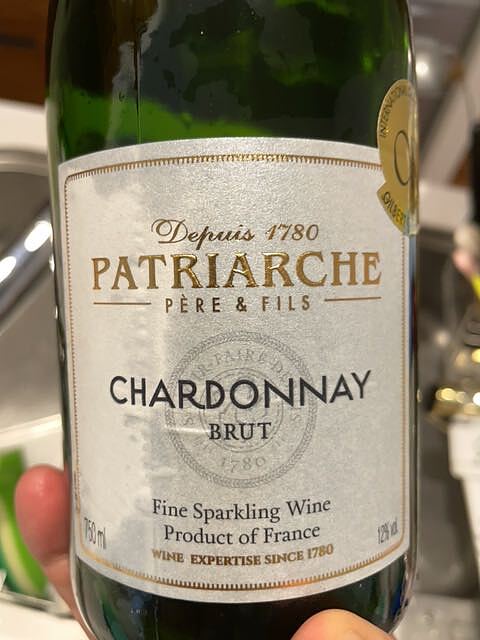 Depuis 1780
PATRIARCHE
PÈRE & FILS
CHARDONNAY
BRUT
1780
Fine Sparkling Wine
Product of France
750 ml
12% vol.
WINE EXPERTISE SINCE 1780